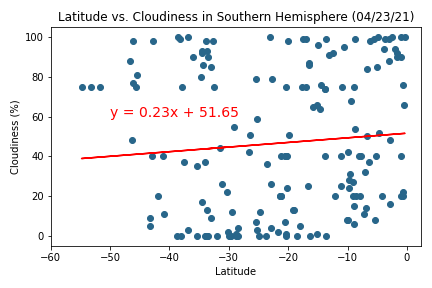 Latitude vs. Cloudiness in Southern Hemisphere (04/23/21)
100
80
60
40
20
0
Cloudiness (%)
y = 0.23x + 51.65
−60 −50 −40 −30 −20 −10 0
Latitude